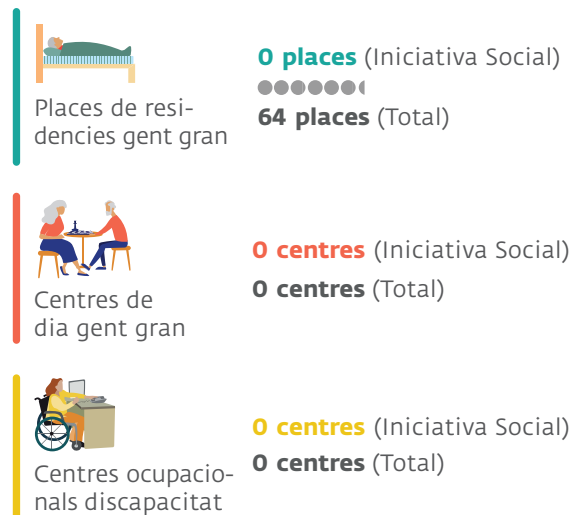 0 places (Iniciativa Social)
64 places (Total)
Places de resi-
dencies gent gran
0 centres (Iniciativa Social)
0 centres (Total)
Centres de
dia gent gran
0 centres (Iniciativa Social)
0 centres (Total)
Centres ocupacio-
nals discapacitat